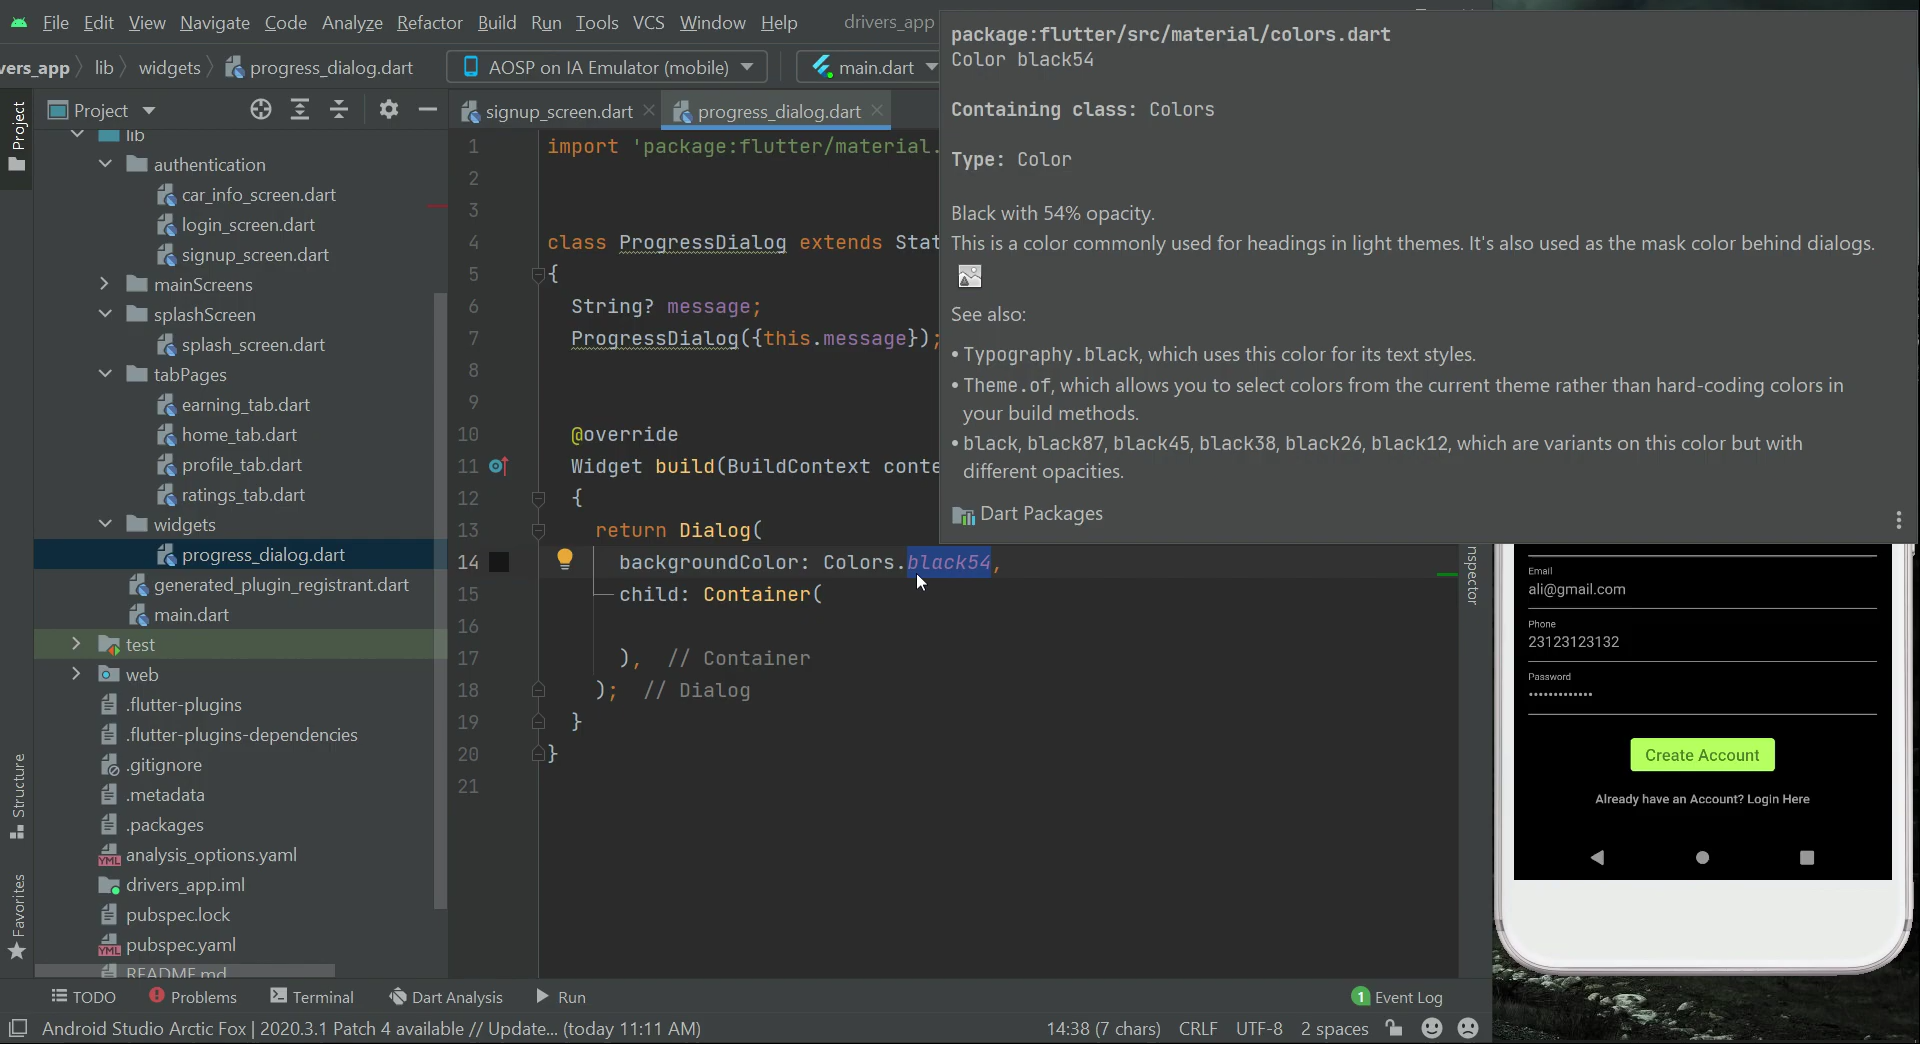 File Edit View Navigate Code Analyze Refactor Build Run Tools VCS Window Help drivers_app
vers_app lib widgets progress_dialog.dart AOSP on IA Emulator (mobile) main.dart
Project signup_screen.dart progress_dialog.dart
Project
lib
authentication
car_info_screen.dart
login_screen.dart
signup_screen.dart
mainScreens
splashScreen
splash_screen.dart
tabPages
earning_tab.dart
home_tab.dart
profile_tab.dart
ratings_tab.dart
widgets
progress_dialog.dart
generated_plugin_registrant.dart
main.dart
test
web
.flutter-plugins
.flutter-plugins-dependencies
.gitignore
.metadata
.packages
analysis_options.yaml
drivers_app.iml
pubspec.lock
pubspec.yaml
README.md
Structure
Favorites
1 import 'package:flutter/material.
2
3
4 class ProgressDialog extends Stat
5 {
6 String? message;
7 ProgressDialog({this.message});
8
9
10 @override
11 Widget build(BuildContext conte
12 {
13 return Dialog(
14 backgroundColor: Colors.black54,
15 child: Container(
16
17 ), // Container
18 ); // Dialog
19 }
20 }
21
package:flutter/src/material/colors.dart
Color black54
Containing class: Colors
Type: Color
Black with 54% opacity.
This is a color commonly used for headings in light themes. It's also used as the mask color behind dialogs.
See also:
• Typography.black, which uses this color for its text styles.
• Theme.of, which allows you to select colors from the current theme rather than hard-coding colors in
your build methods.
• black, black87, black45, black38, black26, black12, which are variants on this color but with
different opacities.
Dart Packages
nspector
Email
ali@gmail.com
Phone
23123123132
Password
•••••••••••••
Create Account
Already have an Account? Login Here
TODO Problems Terminal Dart Analysis Run 1 Event Log
Android Studio Arctic Fox | 2020.3.1 Patch 4 available // Update... (today 11:11 AM) 14:38 (7 chars) CRLF UTF-8 2 spaces